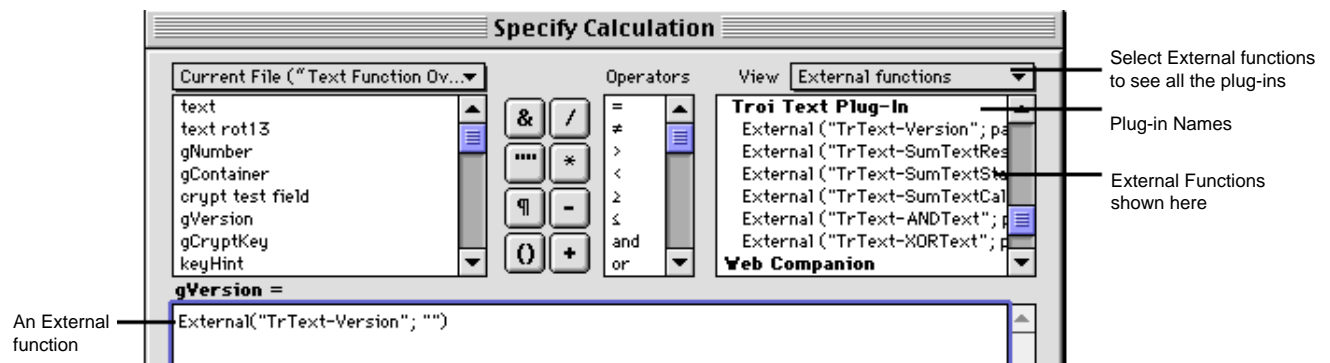 Specify Calculation
Current File ("Text Function Ov...
Operators
View External functions
text
text rot13
gNumber
gContainer
crypt test field
gVersion
gCryptKey
keyHint
& /
"" *
¶ -
() +
=
≠
>
<
≥
≤
and
or
Troi Text Plug-In
External ("TrText-Version"; pa
External ("TrText-SumTextRes
External ("TrText-SumTextSta
External ("TrText-SumTextCal
External ("TrText-ANDText"; p
External ("TrText-XORText"; p
Web Companion
gVersion =
External("TrText-Version"; "")
Select External functions
to see all the plug-ins
Plug-in Names
External Functions
shown here
An External
function